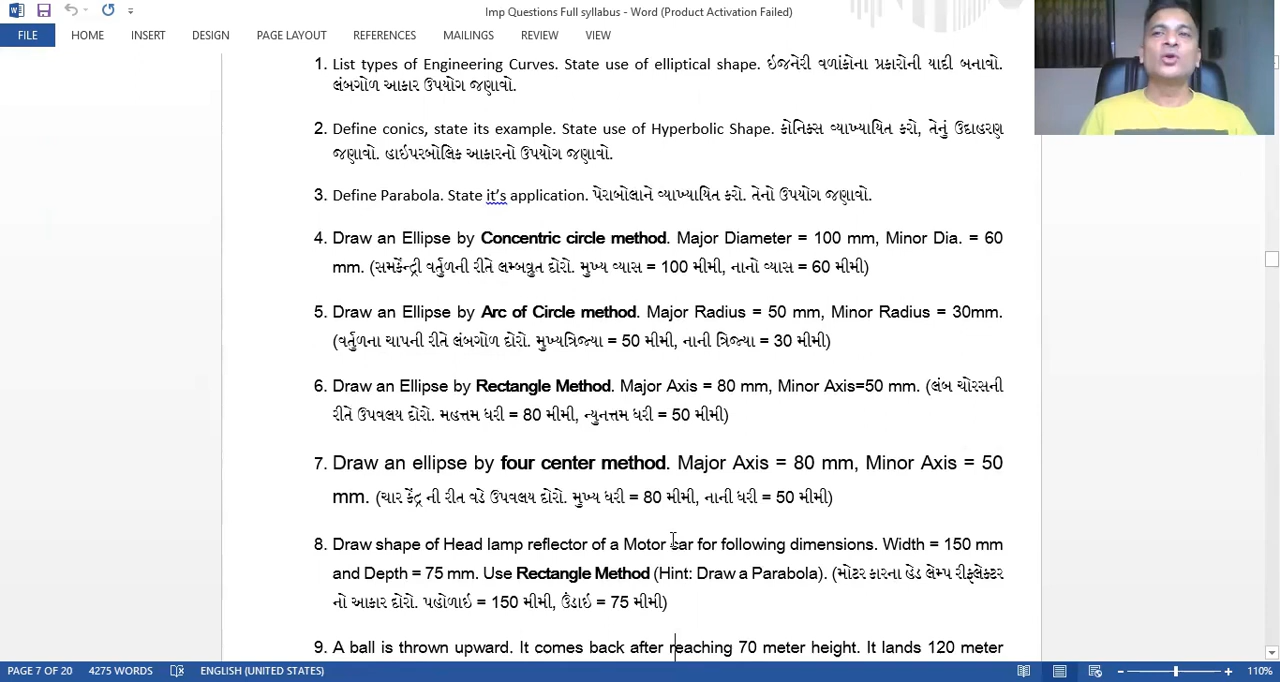 Imp Questions Full syllabus - Word (Product Activation Failed)
FILE HOME INSERT DESIGN PAGE LAYOUT REFERENCES MAILINGS REVIEW VIEW
1. List types of Engineering Curves. State use of elliptical shape. ઇજનેરી વળાંકોના પ્રકારોની યાદી બનાવો.
લંબગોળ આકાર ઉપયોગ જણાવો.
2. Define conics, state its example. State use of Hyperbolic Shape. કોનિક્સ વ્યાખ્યાયિત કરો, તેનું ઉદાહરણ
જણાવો. હાઇપરબોલિક આકારનો ઉપયોગ જણાવો.
3. Define Parabola. State it's application. પેરાબોલાને વ્યાખ્યાયિત કરો. તેનો ઉપયોગ જણાવો.
4. Draw an Ellipse by Concentric circle method. Major Diameter = 100 mm, Minor Dia. = 60
mm. (સમકેન્દ્રી વર્તુળની રીતે લમ્બવ્રુત દોરો. મુખ્ય વ્યાસ = 100 મીમી, નાનો વ્યાસ = 60 મીમી)
5. Draw an Ellipse by Arc of Circle method. Major Radius = 50 mm, Minor Radius = 30mm.
(વર્તુળના ચાપની રીતે લંબગોળ દોરો. મુખ્યત્રિજ્યા = 50 મીમી, નાની ત્રિજ્યા = 30 મીમી)
6. Draw an Ellipse by Rectangle Method. Major Axis = 80 mm, Minor Axis=50 mm. (લંબ ચોરસની
રીતે ઉપવલય દોરો. મહત્તમ ધરી = 80 મીમી, ન્યુનત્તમ ધરી = 50 મીમી)
7. Draw an ellipse by four center method. Major Axis = 80 mm, Minor Axis = 50
mm. (ચાર કેંદ્ર ની રીત વડે ઉપવલય દોરો. મુખ્ય ધરી = 80 મીમી, નાની ધરી = 50 મીમી)
8. Draw shape of Head lamp reflector of a Motor car for following dimensions. Width = 150 mm
and Depth = 75 mm. Use Rectangle Method (Hint: Draw a Parabola). (મોટર કારના હેડ લેમ્પ રીફ્લેક્ટર
નો આકાર દોરો. પહોળાઇ = 150 મીમી, ઉંડાઇ = 75 મીમી)
9. A ball is thrown upward. It comes back after reaching 70 meter height. It lands 120 meter
PAGE 7 OF 20 4275 WORDS ENGLISH (UNITED STATES) 110%